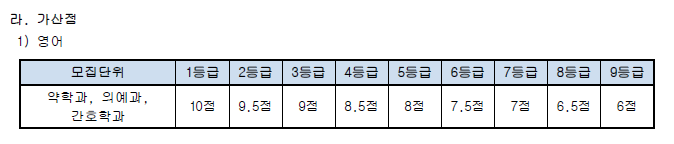 라. 가산점
1) 영어
모집단위 1등급 2등급 3등급 4등급 5등급 6등급 7등급 8등급 9등급
약학과, 의예과,
간호학과 10점 9.5점 9점 8.5점 8점 7.5점 7점 6.5점 6점